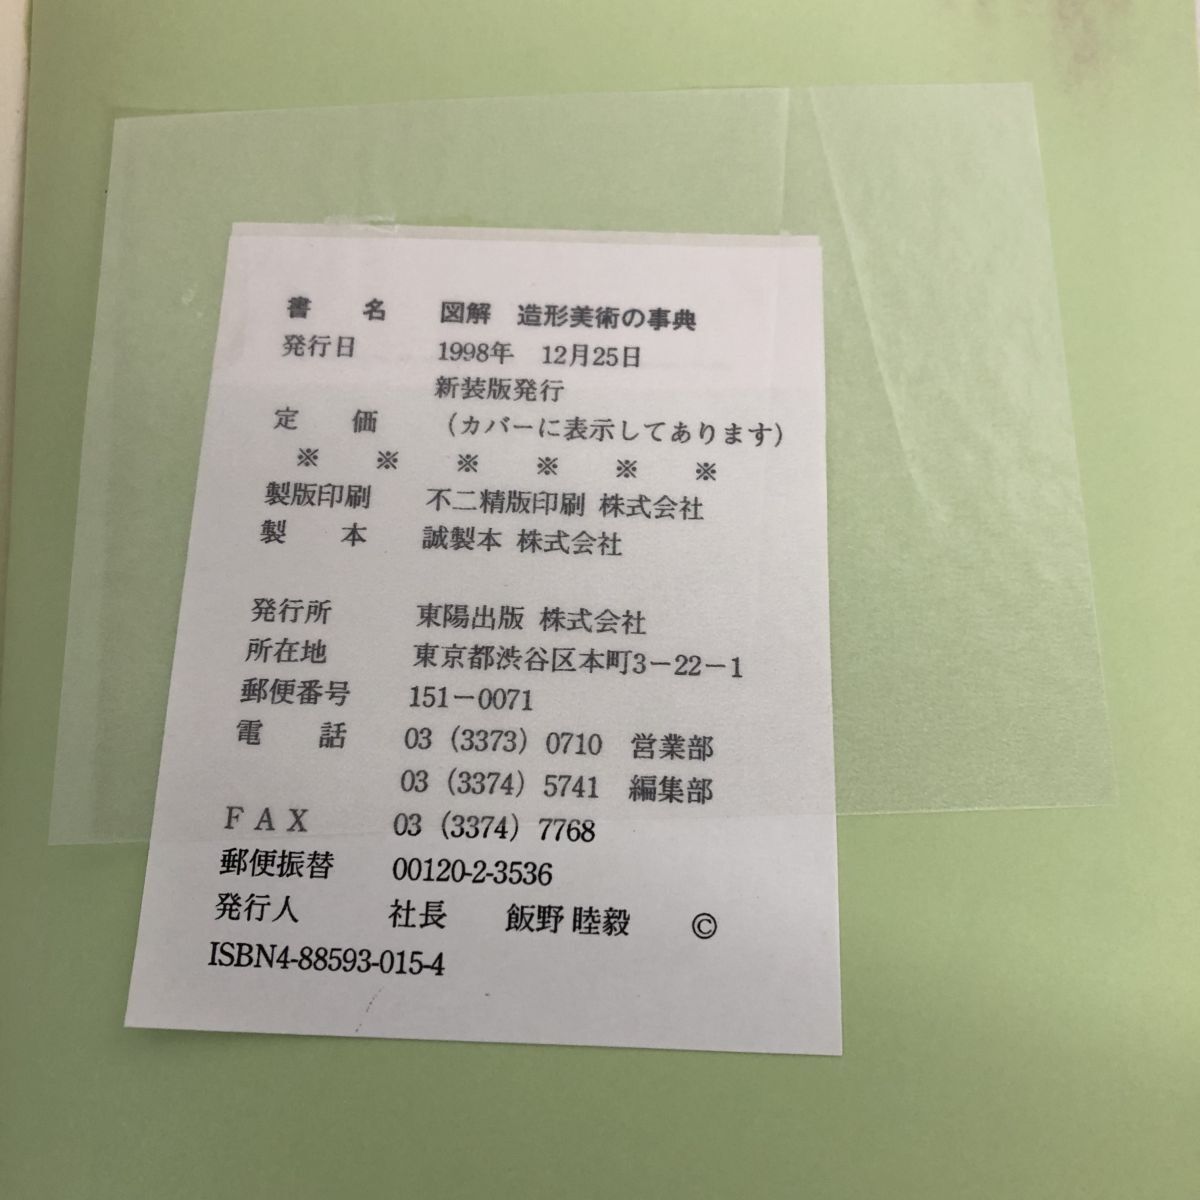 書　名　図解　造形美術の事典
発行日　1998年　12月25日
新装版発行
定　価　（カバーに表示してあります）
※　※　※　※　※　※
製版印刷　不二精版印刷 株式会社
製　本　誠製本 株式会社
発行所　東陽出版 株式会社
所在地　東京都渋谷区本町3－22－1
郵便番号　151－0071
電　話　03（3373）0710　営業部
03（3374）5741　編集部
ＦＡＸ　03（3374）7768
郵便振替　00120-2-3536
発行人　社長　飯野 睦毅　©
ISBN4-88593-015-4